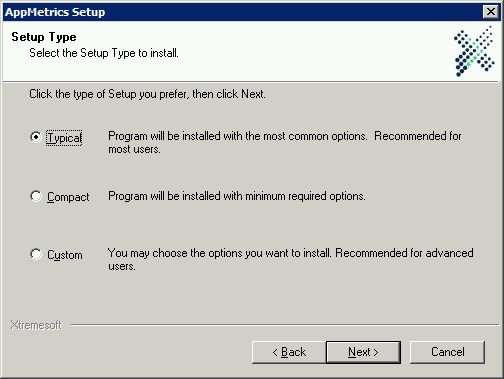 AppMetrics Setup
Setup Type
Select the Setup Type to install.
Click the type of Setup you prefer, then click Next.
Typical
Program will be installed with the most common options.  Recommended for
most users.
Compact
Program will be installed with minimum required options.
Custom
You may choose the options you want to install. Recommended for advanced
users.
Xtremesoft
< Back
Next >
Cancel